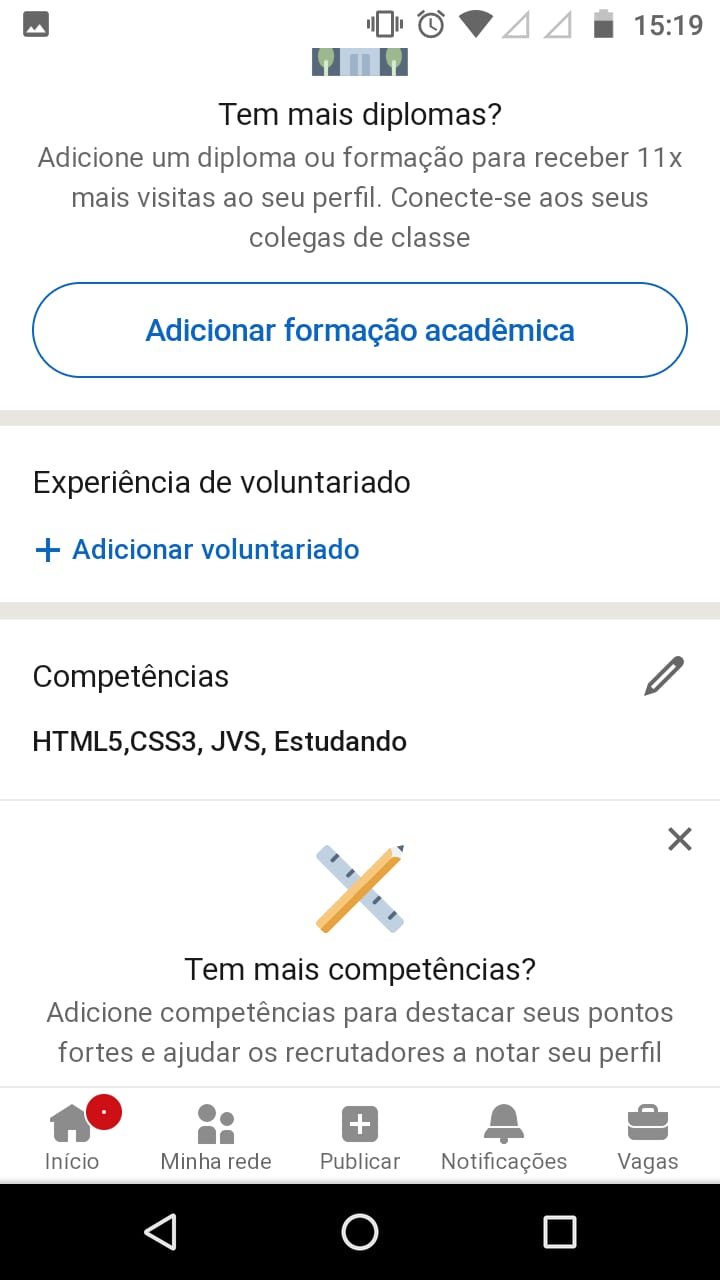 15:19
Tem mais diplomas?
Adicione um diploma ou formação para receber 11x
mais visitas ao seu perfil. Conecte-se aos seus
colegas de classe
Adicionar formação acadêmica
Experiência de voluntariado
+ Adicionar voluntariado
Competências
HTML5,CSS3, JVS, Estudando
Tem mais competências?
Adicione competências para destacar seus pontos
fortes e ajudar os recrutadores a notar seu perfil
Início Minha rede Publicar Notificações Vagas